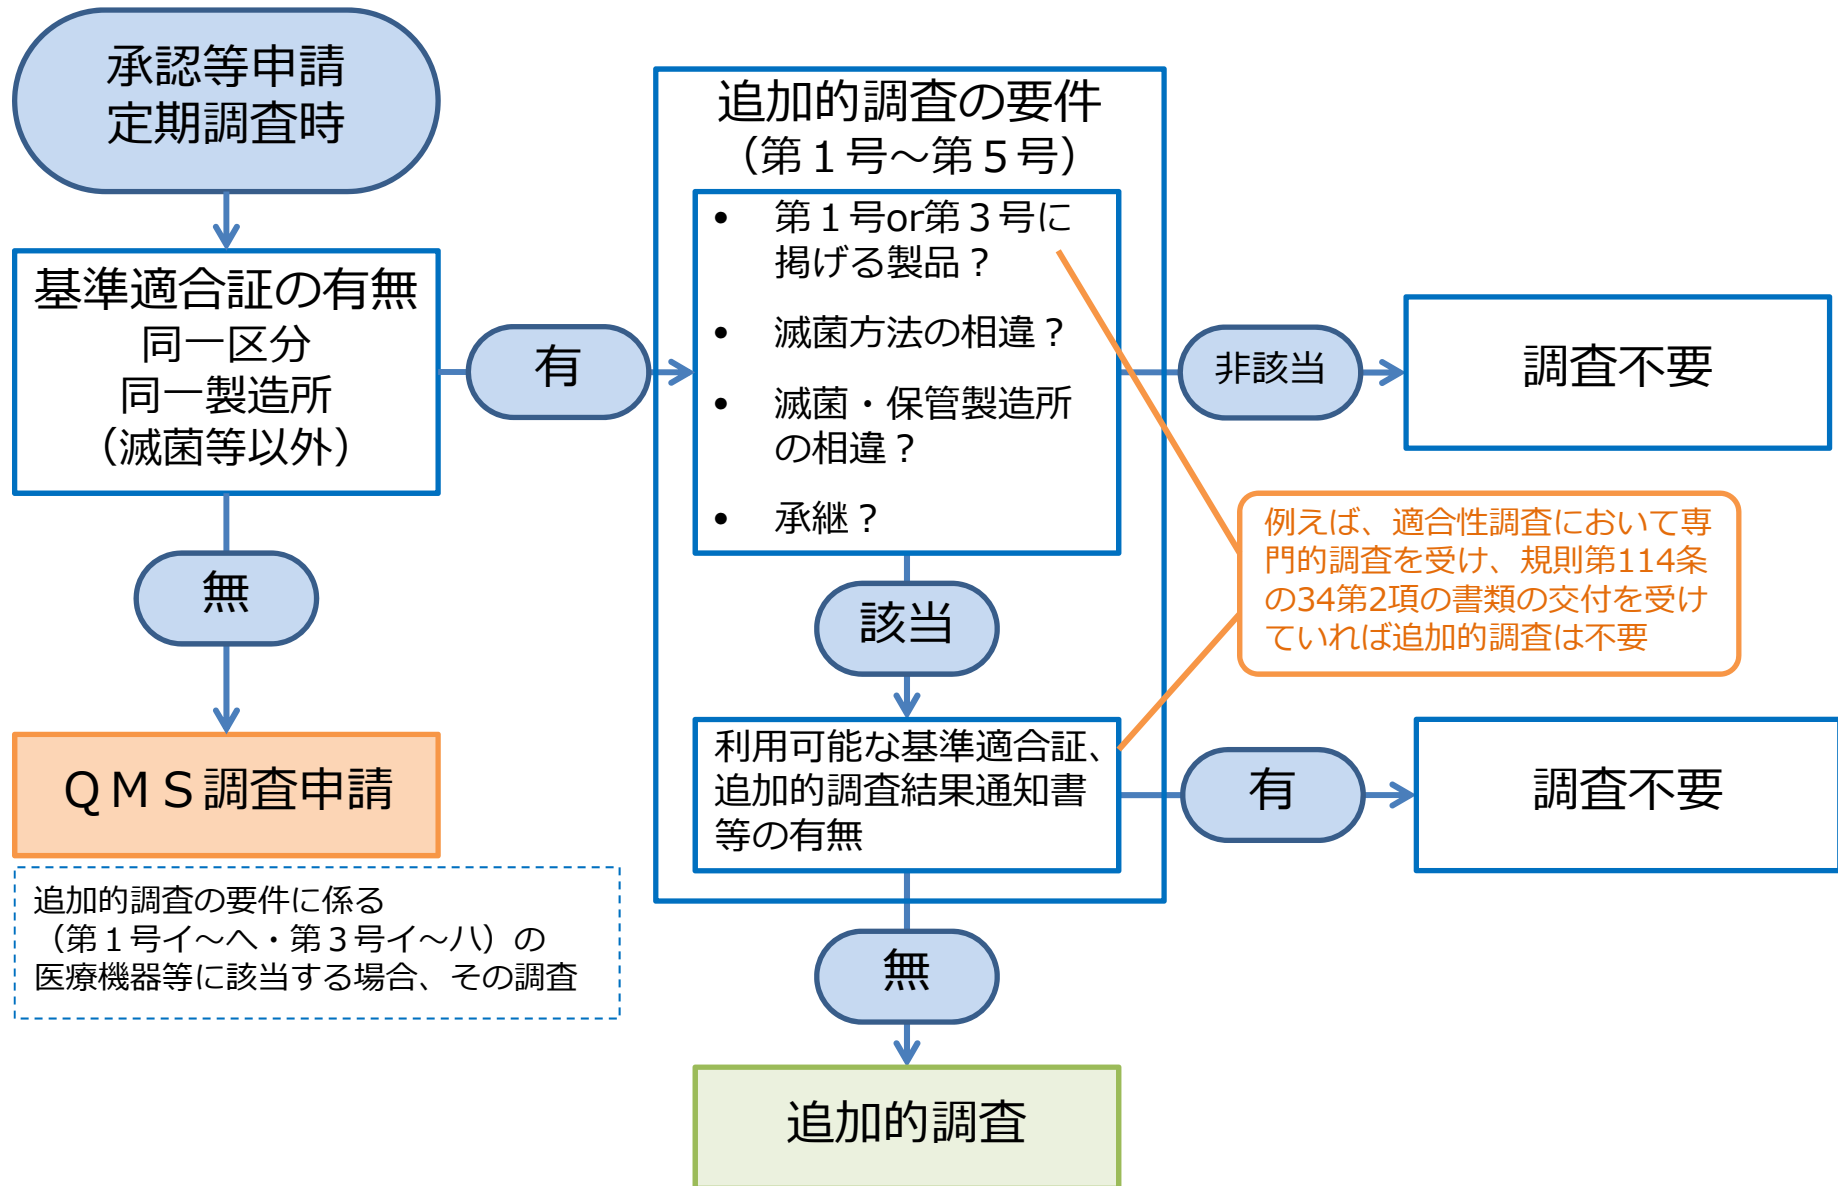 承認等申請
定期調査時
基準適合証の有無
同一区分
同一製造所
（滅菌等以外）
有
無
ＱＭＳ調査申請
追加的調査の要件に係る
（第１号イ～ヘ・第３号イ～ハ）の
医療機器等に該当する場合、その調査
追加的調査の要件
（第１号～第５号）
• 第１号or第３号に
掲げる製品？
• 滅菌方法の相違？
• 滅菌・保管製造所
の相違？
• 承継？
非該当
調査不要
該当
例えば、適合性調査において専
門的調査を受け、規則第114条
の34第2項の書類の交付を受け
ていれば追加的調査は不要
利用可能な基準適合証、
追加的調査結果通知書
等の有無
有
調査不要
無
追加的調査